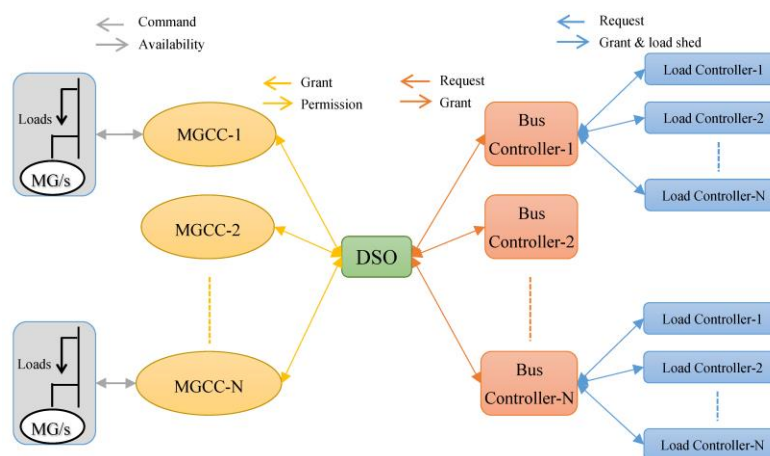 Command
Availability
Grant
Permission
Request
Grant
Request
Grant & load shed
Loads
MG/s
MGCC-1
MGCC-2
Loads
MG/s
MGCC-N
DSO
Bus
Controller-1
Bus
Controller-2
Bus
Controller-N
Load Controller-1
Load Controller-2
Load Controller-N
Load Controller-1
Load Controller-2
Load Controller-N